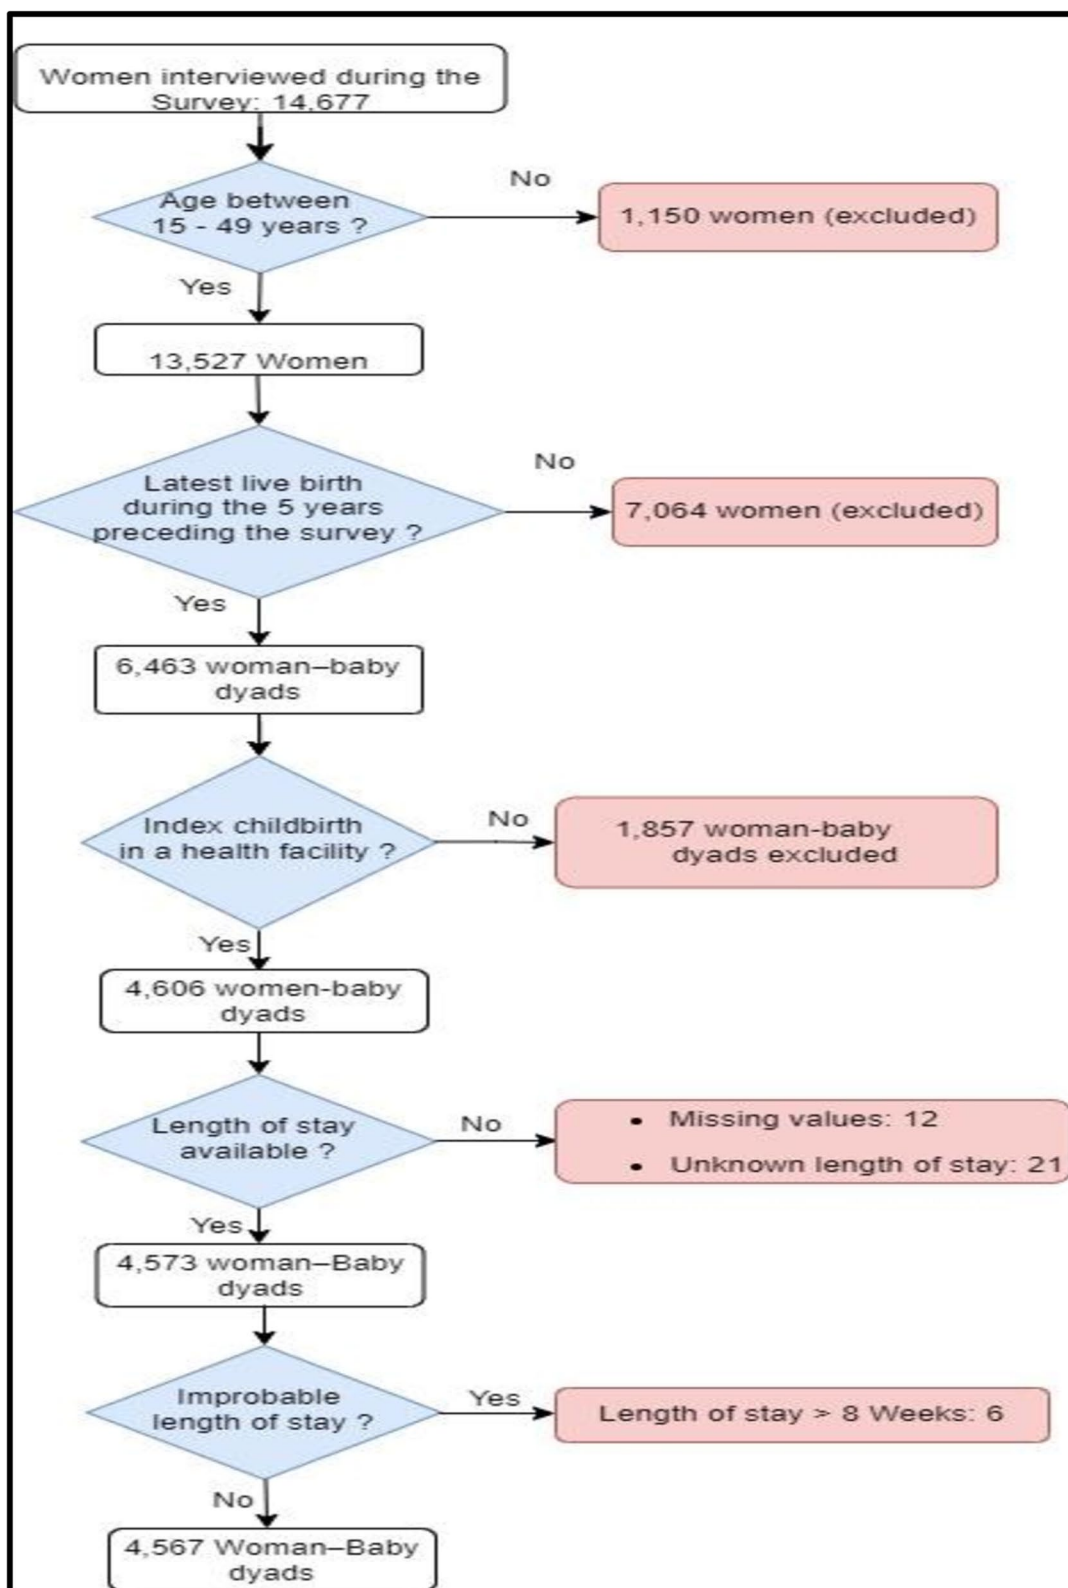 Women interviewed during the
Survey: 14,677
Age between
15 - 49 years ?
No
1,150 women (excluded)
Yes
13,527 Women
Latest live birth
during the 5 years
preceding the survey ?
No
7,064 women (excluded)
Yes
6,463 woman–baby
dyads
Index childbirth
in a health facility ?
No
1,857 woman-baby
dyads excluded
Yes
4,606 women-baby
dyads
Length of stay
available ?
No
• Missing values: 12
• Unknown length of stay: 21
Yes
4,573 woman–Baby
dyads
Improbable
length of stay ?
Yes
Length of stay > 8 Weeks: 6
No
4,567 Woman–Baby
dyads